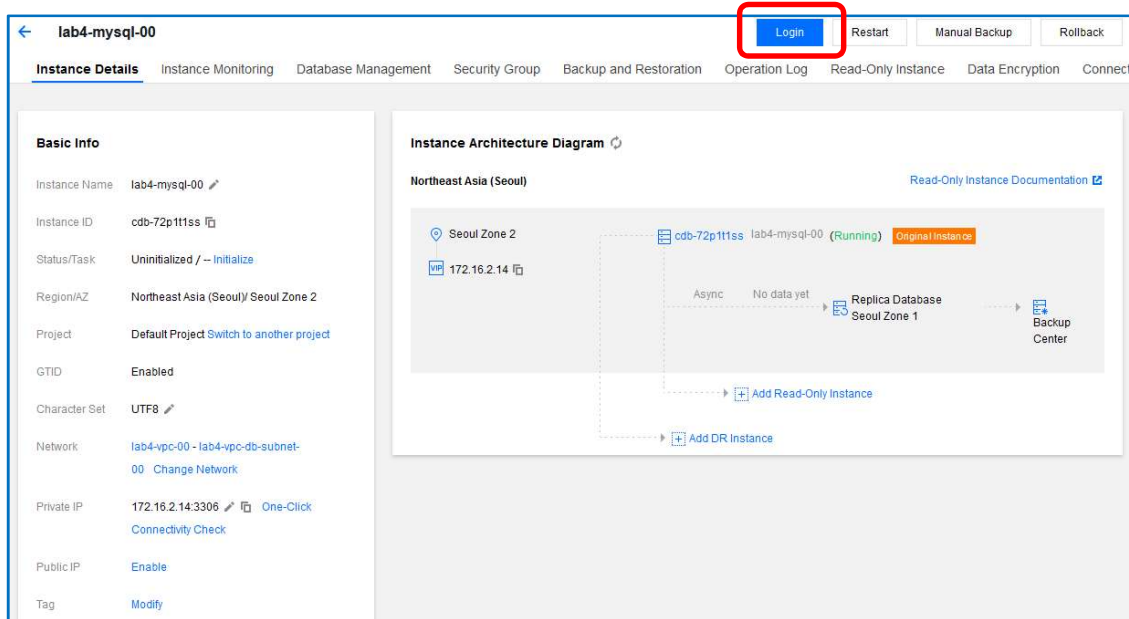 lab4-mysql-00
Login
Restart
Manual Backup
Rollback
Instance Details
Instance Monitoring
Database Management
Security Group
Backup and Restoration
Operation Log
Read-Only Instance
Data Encryption
Connect
Basic Info
Instance Name lab4-mysql-00
Instance ID cdb-72p1t1ss
Status/Task Uninitialized / -- Initialize
Region/AZ Northeast Asia (Seoul)/ Seoul Zone 2
Project Default Project Switch to another project
GTID Enabled
Character Set UTF8
Network lab4-vpc-00 - lab4-vpc-db-subnet-
00 Change Network
Private IP 172.16.2.14:3306 One-Click
Connectivity Check
Public IP Enable
Tag Modify
Instance Architecture Diagram
Northeast Asia (Seoul)
Read-Only Instance Documentation
Seoul Zone 2
VIP 172.16.2.14
cdb-72p1t1ss lab4-mysql-00 (Running) Original Instance
Async No data yet
Replica Database
Seoul Zone 1
Backup
Center
Add Read-Only Instance
Add DR Instance